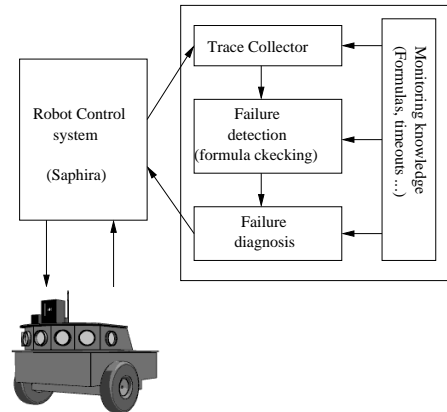 Robot Control
system
(Saphira)
Trace Collector
Failure
detection
(formula ckecking)
Failure
diagnosis
Monitoring knowledge
(Formulas, timeouts ...)